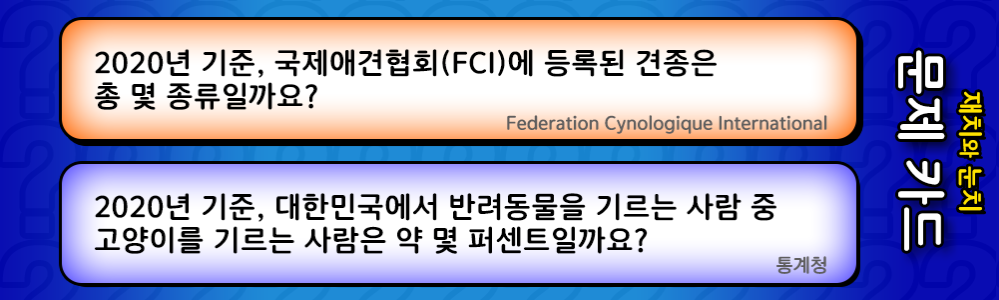 2020년 기준, 국제애견협회(FCI)에 등록된 견종은
총 몇 종류일까요?
Federation Cynologique International
2020년 기준, 대한민국에서 반려동물을 기르는 사람 중
고양이를 기르는 사람은 약 몇 퍼센트일까요?
통계청
재치와 눈치
문제 카드